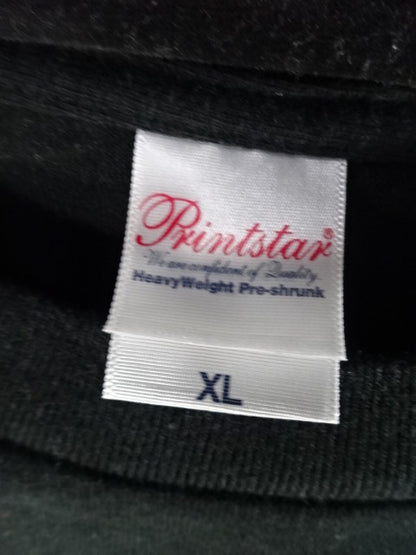 Printstar®
We are confident of Quality
HeavyWeight Pre-shrunk
XL